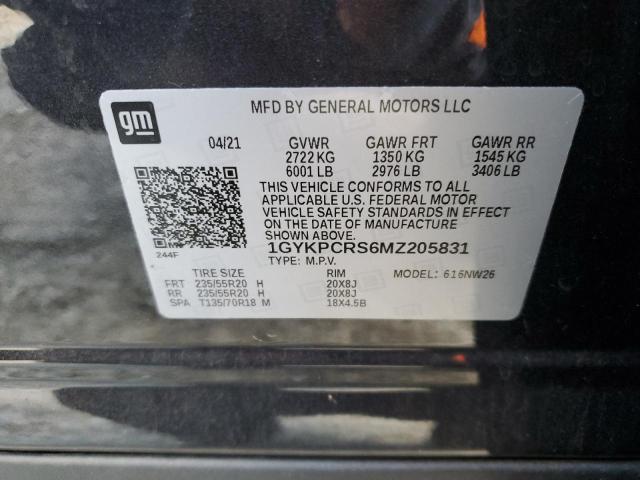 gm
MFD BY GENERAL MOTORS LLC
04/21 GVWR GAWR FRT GAWR RR
2722 KG 1350 KG 1545 KG
6001 LB 2976 LB 3406 LB
THIS VEHICLE CONFORMS TO ALL
APPLICABLE U.S. FEDERAL MOTOR
VEHICLE SAFETY STANDARDS IN EFFECT
ON THE DATE OF MANUFACTURE
SHOWN ABOVE.
1GYKPCRS6MZ205831
244F TYPE: M.P.V.
TIRE SIZE RIM MODEL: 616NW26
FRT 235/55R20 H 20X8J
RR 235/55R20 H 20X8J
SPA T135/70R18 M 18X4.5B